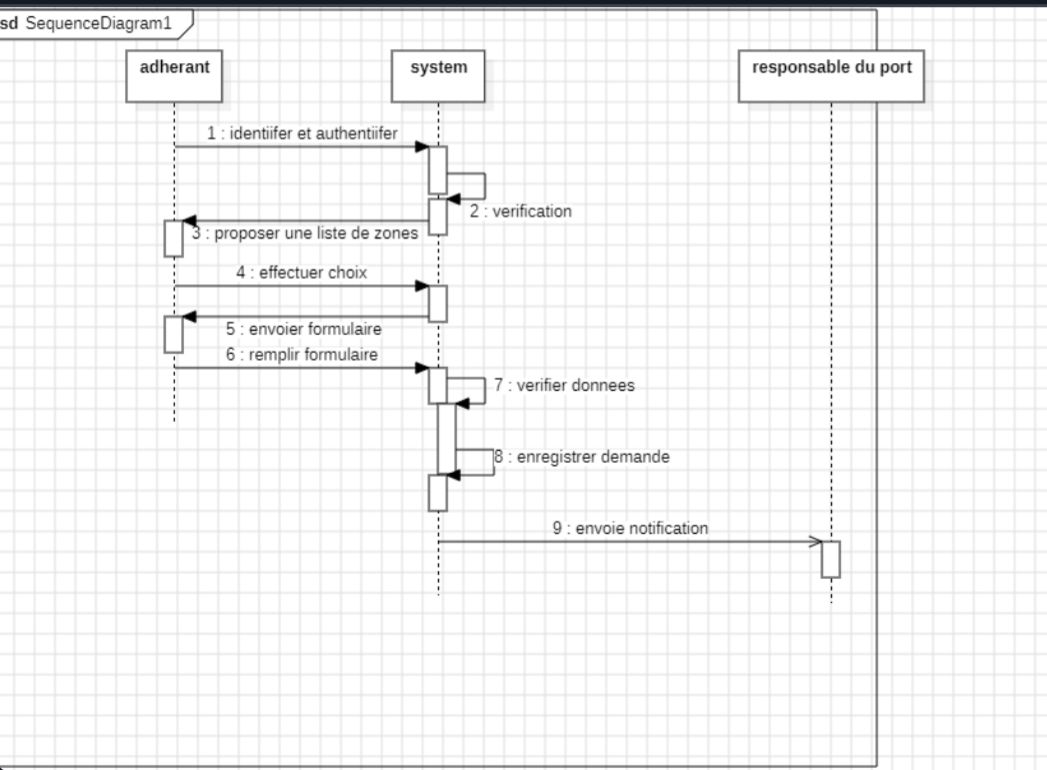 sd SequenceDiagram1
adherant
system
responsable du port
1 : identiifer et authentiifer
2 : verification
3 : proposer une liste de zones
4 : effectuer choix
5 : envoier formulaire
6 : remplir formulaire
7 : verifier donnees
8 : enregistrer demande
9 : envoie notification